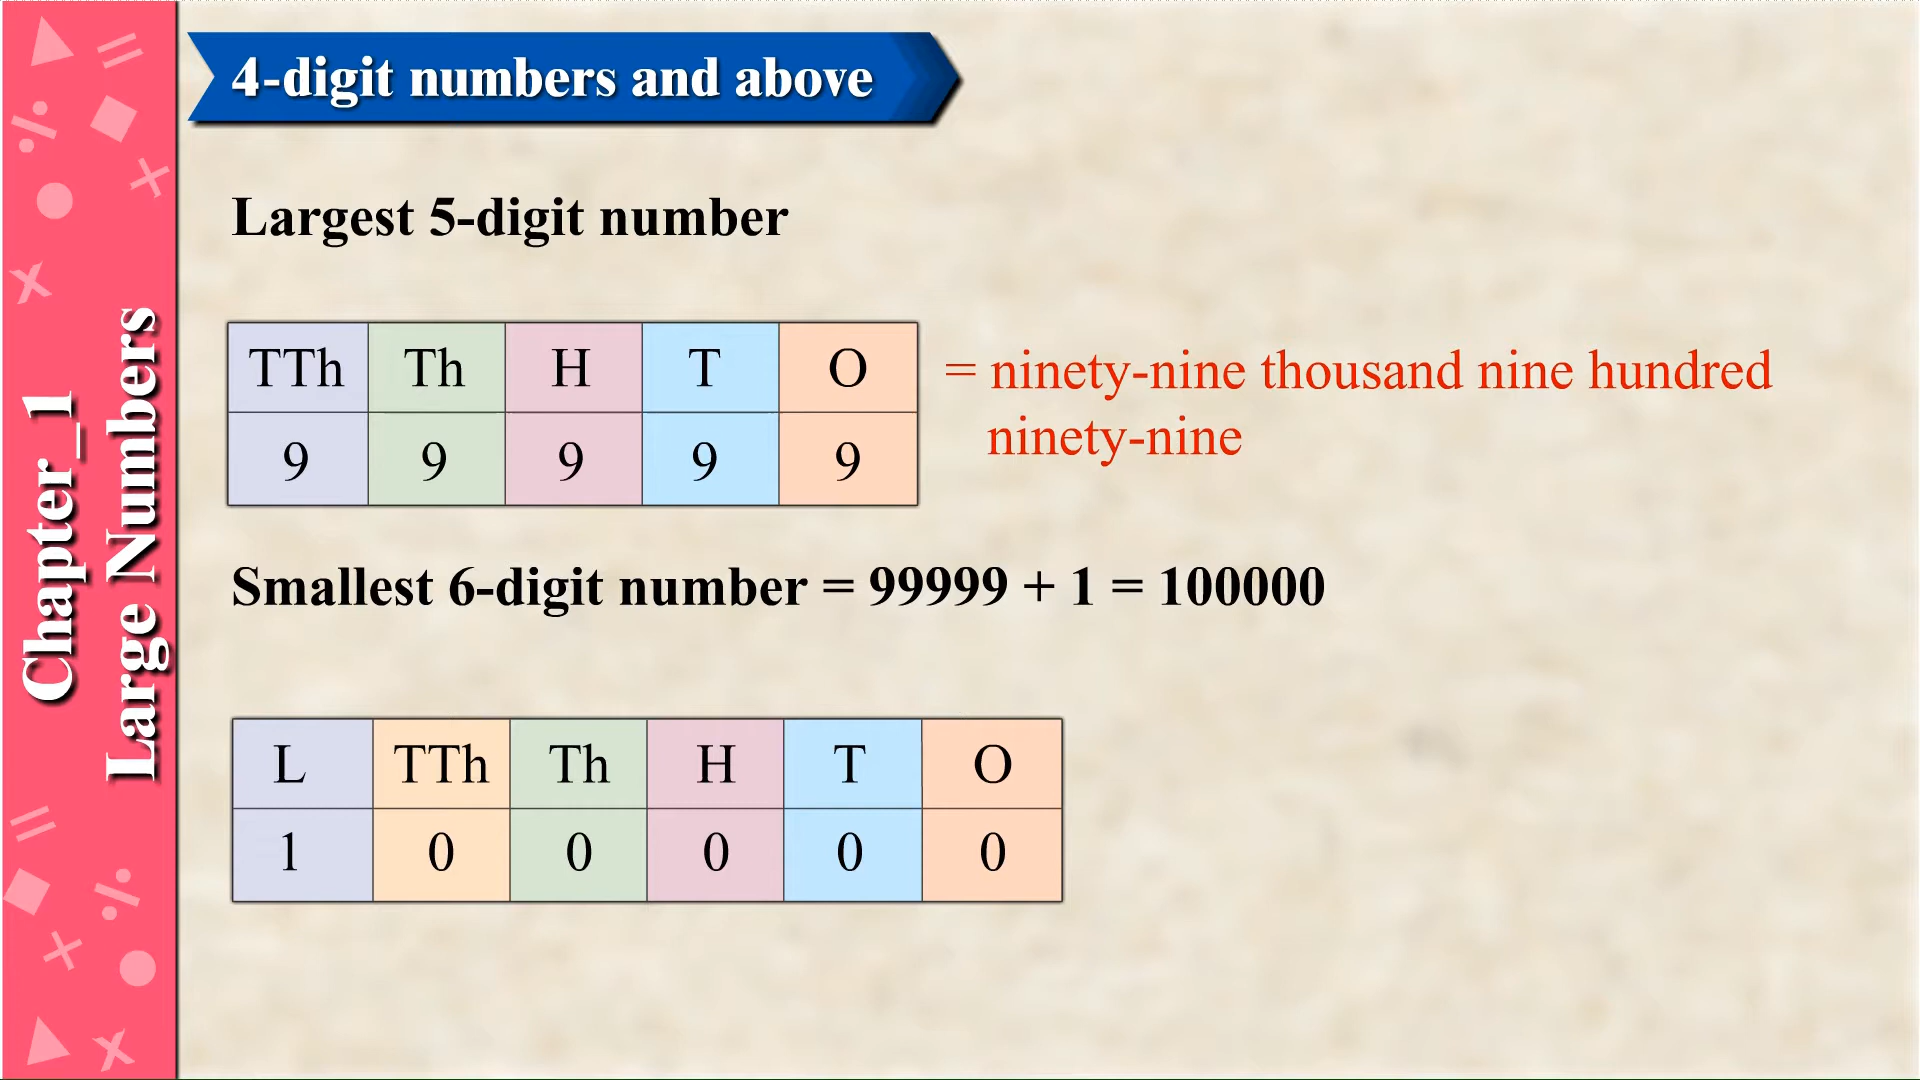 Chapter_1
Large Numbers
4-digit numbers and above
Largest 5-digit number
TTh Th H T O
9 9 9 9 9
= ninety-nine thousand nine hundred
ninety-nine
Smallest 6-digit number = 99999 + 1 = 100000
L TTh Th H T O
1 0 0 0 0 0